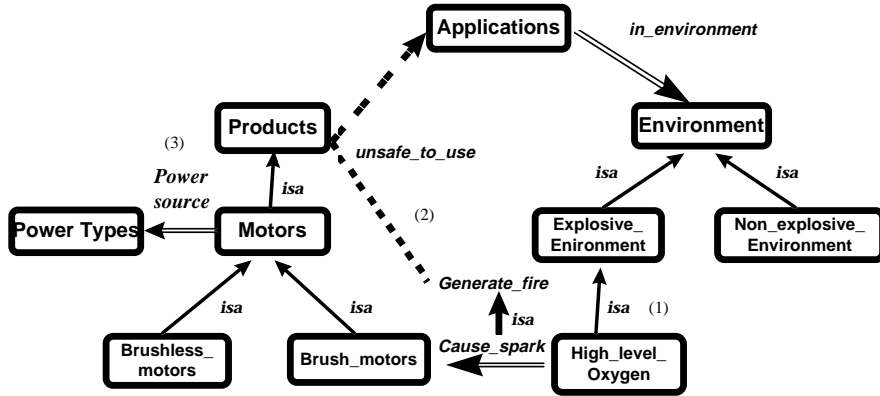 Applications
in_environment
Products
Environment
(3)
unsafe_to_use
Power
source
isa
isa
isa
Power Types
Motors
(2)
Explosive_
Enironment
Non_explosive_
Environment
Generate_fire
isa
isa
isa
isa
(1)
Brushless_
motors
Brush_motors
Cause_spark
High_level_
Oxygen